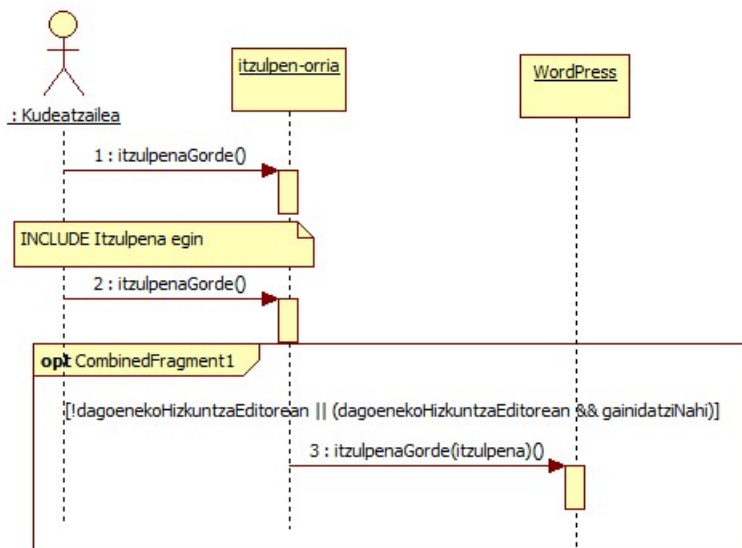 itzulpen-orria
WordPress
: Kudeatzailea
1 : itzulpenaGorde()
INCLUDE Itzulpena egin
2 : itzulpenaGorde()
opt CombinedFragment1
[!dagoenekoHizkuntzaEditorean || (dagoenekoHizkuntzaEditorean && gainidatziNahi)]
3 : itzulpenaGorde(itzulpena)()